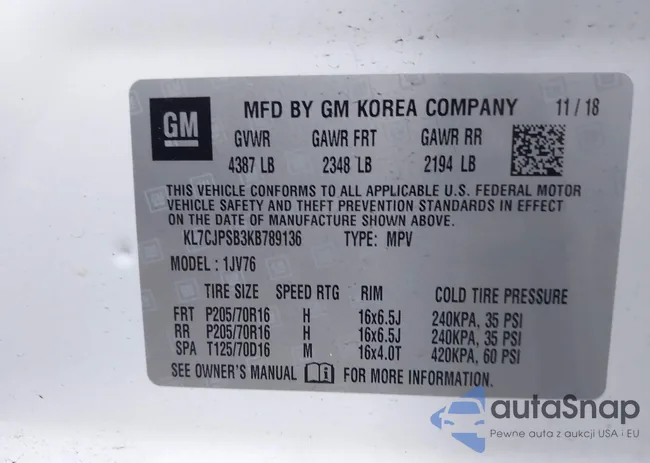 GM
MFD BY GM KOREA COMPANY 11 / 18
GVWR GAWR FRT GAWR RR
4387 LB 2348 LB 2194 LB
THIS VEHICLE CONFORMS TO ALL APPLICABLE U.S. FEDERAL MOTOR
VEHICLE SAFETY AND THEFT PREVENTION STANDARDS IN EFFECT
ON THE DATE OF MANUFACTURE SHOWN ABOVE.
KL7CJPSB3KB789136 TYPE: MPV
MODEL : 1JV76
TIRE SIZE SPEED RTG RIM COLD TIRE PRESSURE
FRT P205/70R16 H 16x6.5J 240KPA, 35 PSI
RR P205/70R16 H 16x6.5J 240KPA, 35 PSI
SPA T125/70D16 M 16x4.0T 420KPA, 60 PSI
SEE OWNER'S MANUAL i FOR MORE INFORMATION.
autaSnap
Pewne auta z aukcji USA i EU